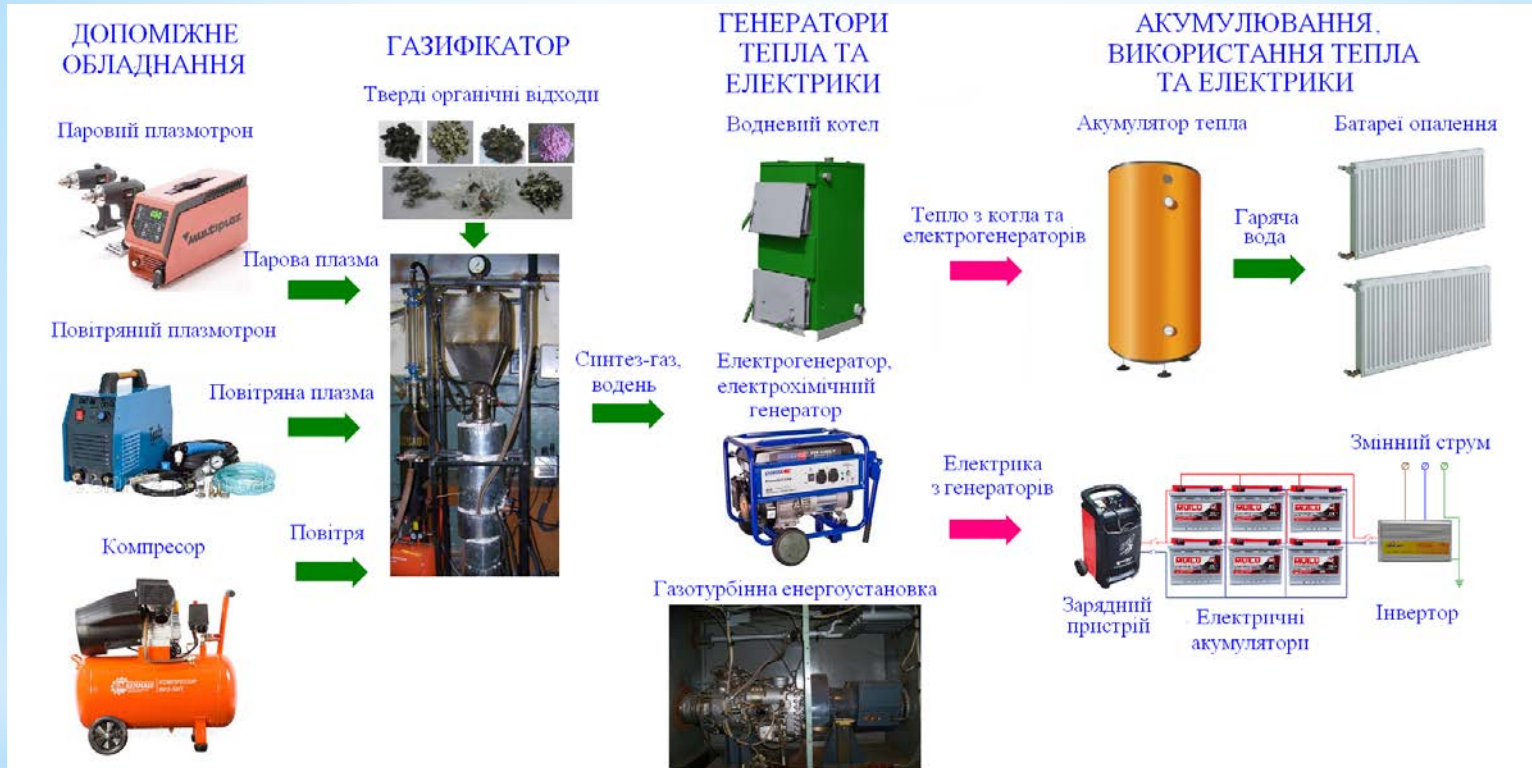 ДОПОМІЖНЕ
ОБЛАДНАННЯ
Паровий плазмотрон
multiplaz
Парова плазма
Повітряний плазмотрон
Повітряна плазма
Компресор
Повітря
ГАЗИФІКАТОР
Тверді органічні відходи
Синтез-газ,
водень
ГЕНЕРАТОРИ
ТЕПЛА ТА
ЕЛЕКТРИКИ
Водневий котел
Електрогенератор,
електрохімічний
генератор
Газотурбінна енергоустановка
АКУМУЛЮВАННЯ,
ВИКОРИСТАННЯ ТЕПЛА
ТА ЕЛЕКТРИКИ
Тепло з котла та
електрогенераторів
Акумулятор тепла
Гаряча
вода
Батареї опалення
Електрика
з генераторів
Зарядний
пристрій
Електричні
акумулятори
Змінний струм
Інвертор